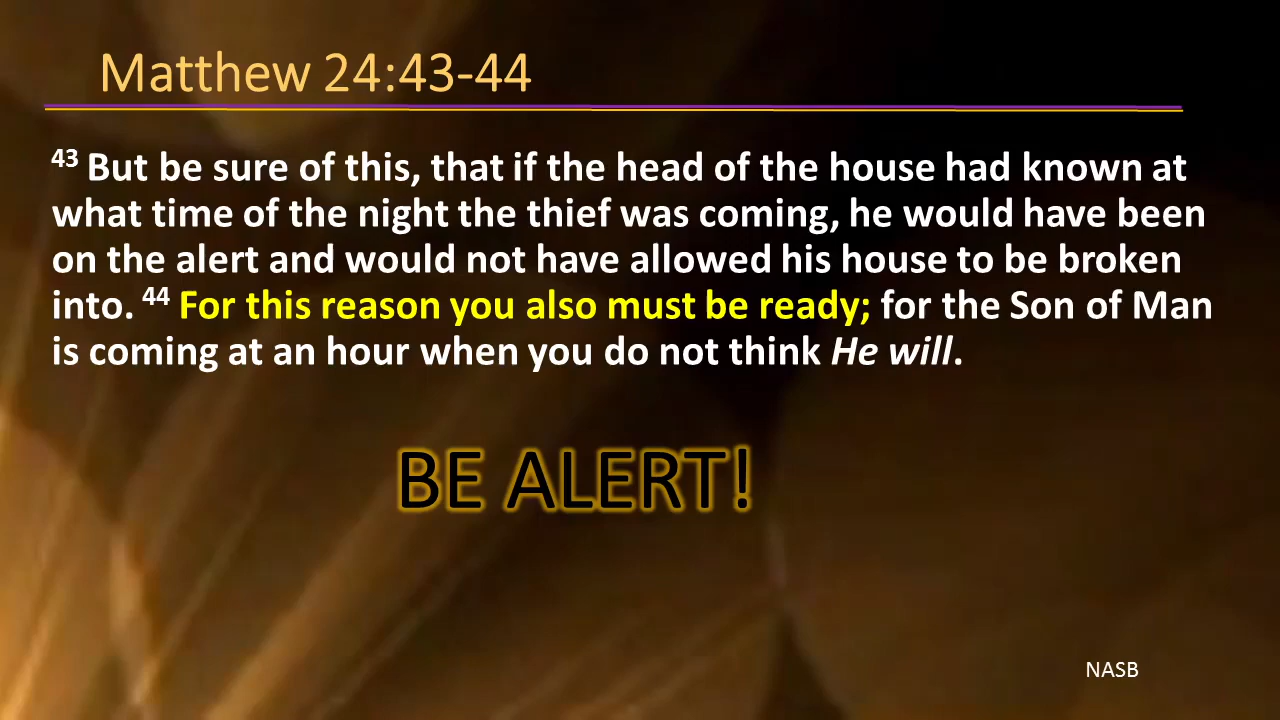 Matthew 24:43-44
43 But be sure of this, that if the head of the house had known at
what time of the night the thief was coming, he would have been
on the alert and would not have allowed his house to be broken
into. 44 For this reason you also must be ready; for the Son of Man
is coming at an hour when you do not think He will.
BE ALERT!
NASB